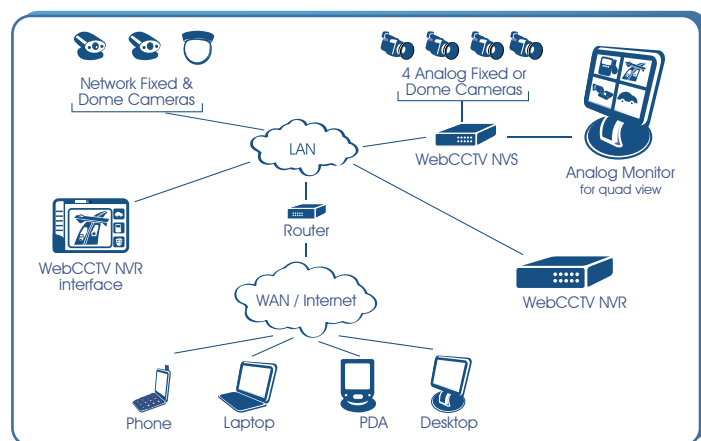 Network Fixed &
Dome Cameras
4 Analog Fixed or
Dome Cameras
LAN
WebCCTV NVS
Analog Monitor
for quad view
Router
WebCCTV NVR
interface
WAN / Internet
WebCCTV NVR
Phone
Laptop
PDA
Desktop